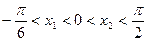 −π/6 < x₁ < 0 < x₂ < π/2